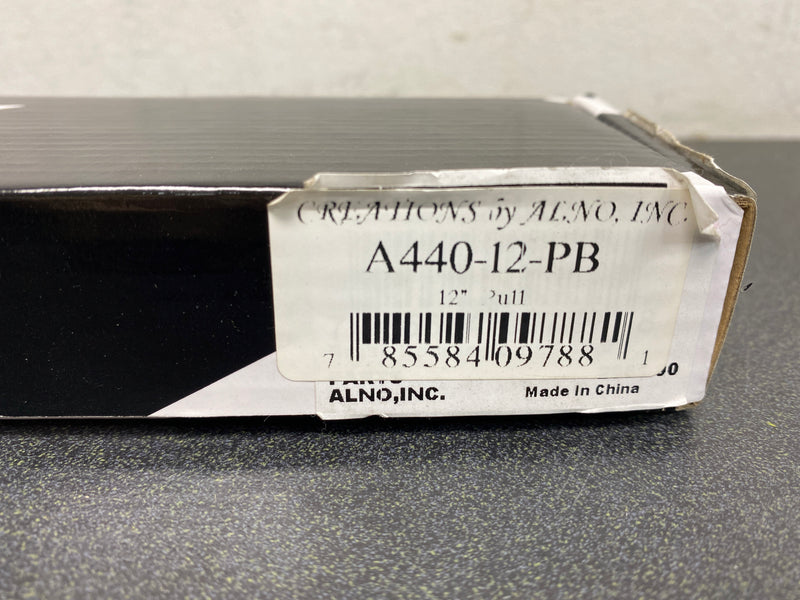 CREATIONS by ALNO, INC.
A440-12-PB
12" Pull
7 85584 09788 1
ALNO,INC.
Made In China